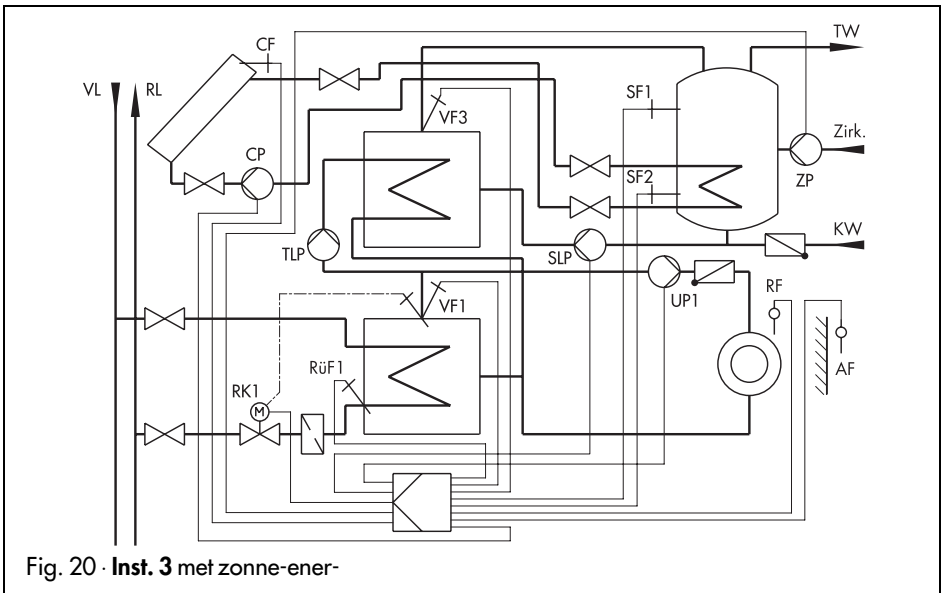 TW
CF
VL
RL
SF1
VF3
Zirk.
CP
ZP
SF2
KW
TLP
SLP
UP1
RF
VF1
RüF1
AF
RK1
M
Fig. 20 · Inst. 3 met zonne-ener-